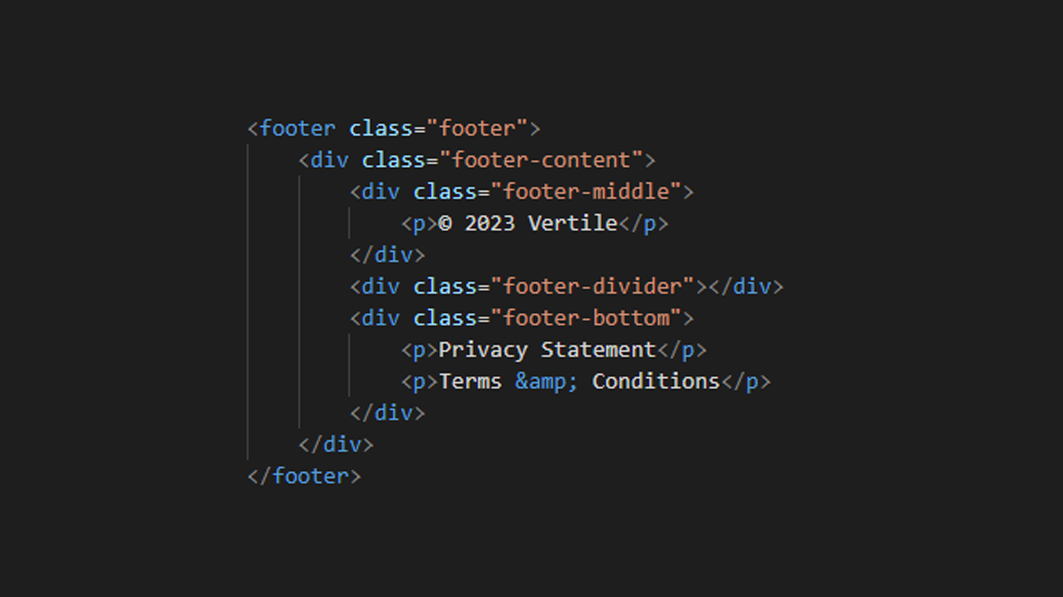 <footer class="footer">
    <div class="footer-content">
        <div class="footer-middle">
            <p>© 2023 Vertile</p>
        </div>
        <div class="footer-divider"></div>
        <div class="footer-bottom">
            <p>Privacy Statement</p>
            <p>Terms &amp; Conditions</p>
        </div>
    </div>
</footer>